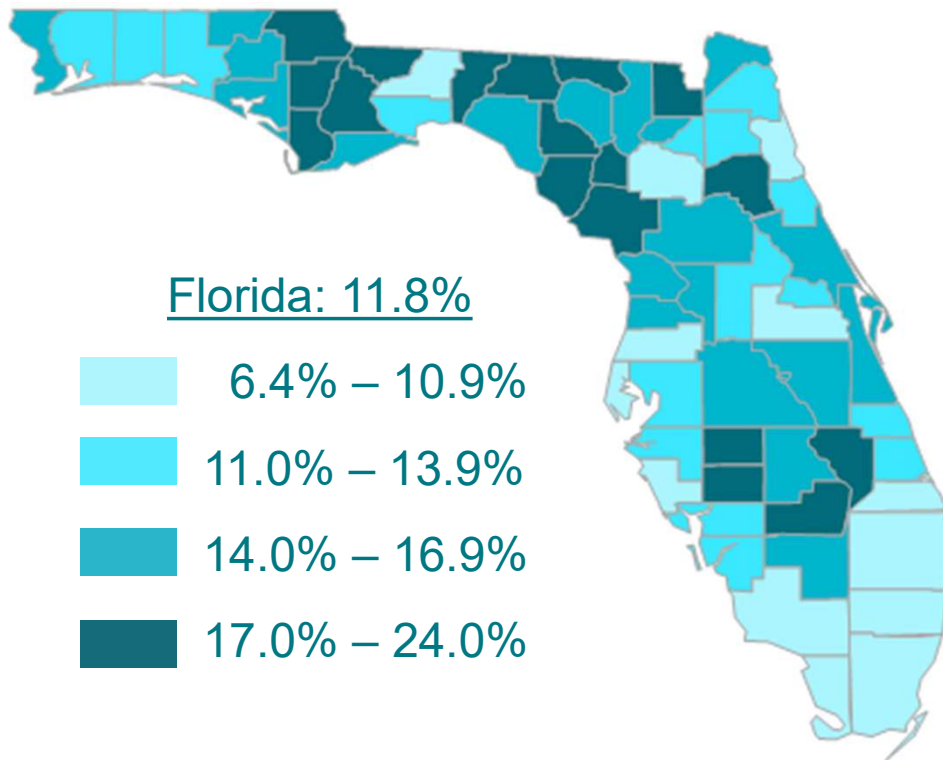 Florida: 11.8%
6.4% – 10.9%
11.0% – 13.9%
14.0% – 16.9%
17.0% – 24.0%